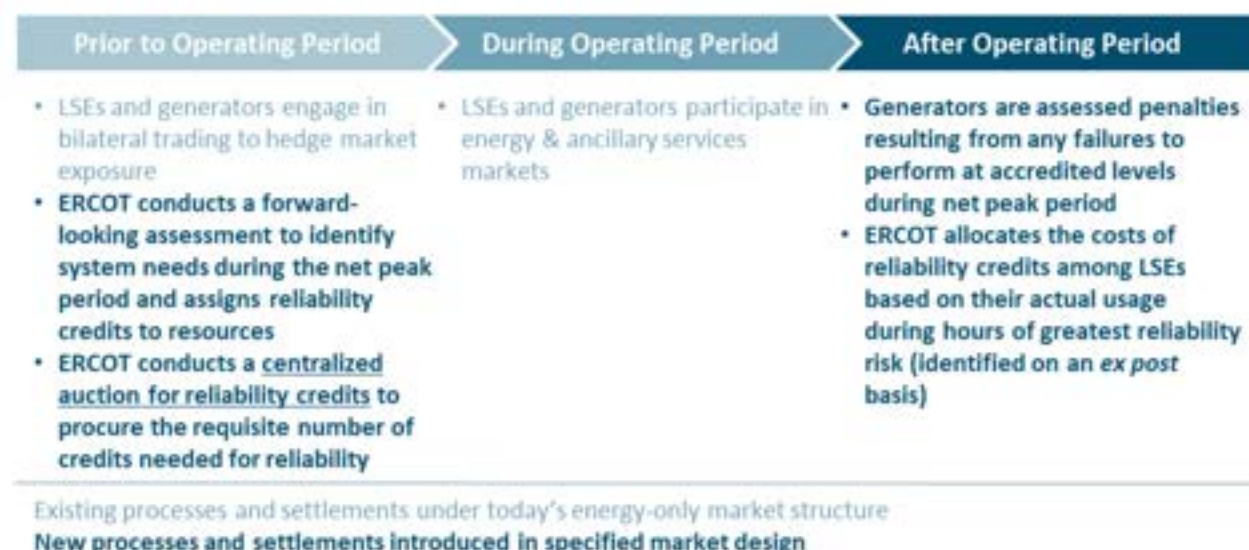 Prior to Operating Period
During Operating Period
After Operating Period
• LSEs and generators engage in
bilateral trading to hedge market
exposure
• ERCOT conducts a forward-
looking assessment to identify
system needs during the net peak
period and assigns reliability
credits to resources
• ERCOT conducts a centralized
auction for reliability credits to
procure the requisite number of
credits needed for reliability
• LSEs and generators participate in
energy & ancillary services
markets
• Generators are assessed penalties
resulting from any failures to
perform at accredited levels
during net peak period
• ERCOT allocates the costs of
reliability credits among LSEs
based on their actual usage
during hours of greatest reliability
risk (identified on an ex post
basis)
Existing processes and settlements under today's energy-only market structure
New processes and settlements introduced in specified market design